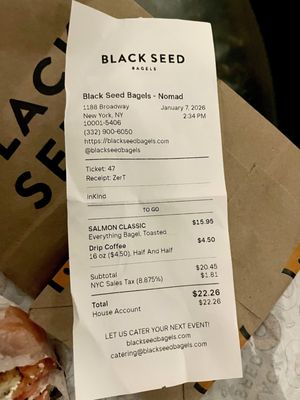 BLACK SEED
BAGELS
Black Seed Bagels - Nomad
1188 Broadway January 7, 2026
New York, NY 2:34 PM
10001-5406
(332) 900-6050
https://blackseedbagels.com
@blackseedbagels
Ticket: 47
Receipt: ZerT
inKind
TO GO
SALMON CLASSIC $15.95
Everything Bagel, Toasted
Drip Coffee $4.50
16 oz ($4.50), Half And Half
Subtotal $20.45
NYC Sales Tax (8.875%) $1.81
Total $22.26
House Account $22.26
LET US CATER YOUR NEXT EVENT!
blackseedbagels.com
catering@blackseedbagels.com
LACK
SEE